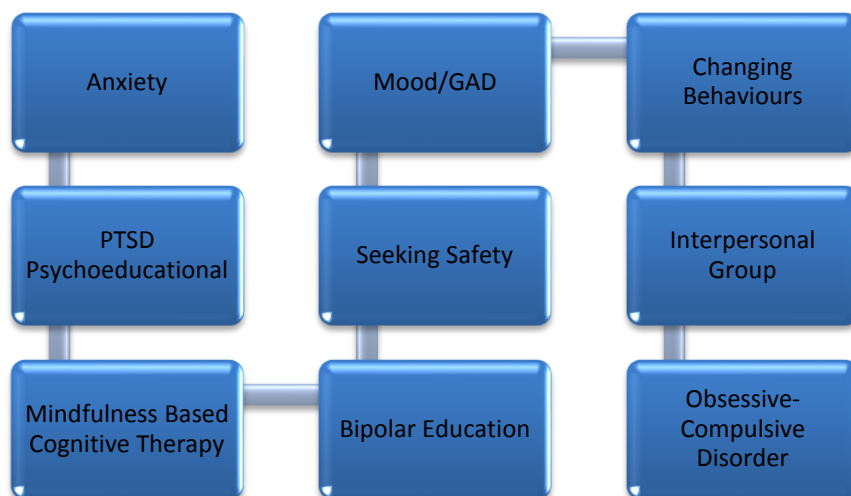 Anxiety
PTSD
Psychoeducational
Mindfulness Based
Cognitive Therapy
Bipolar Education
Seeking Safety
Mood/GAD
Changing
Behaviours
Interpersonal
Group
Obsessive-
Compulsive
Disorder